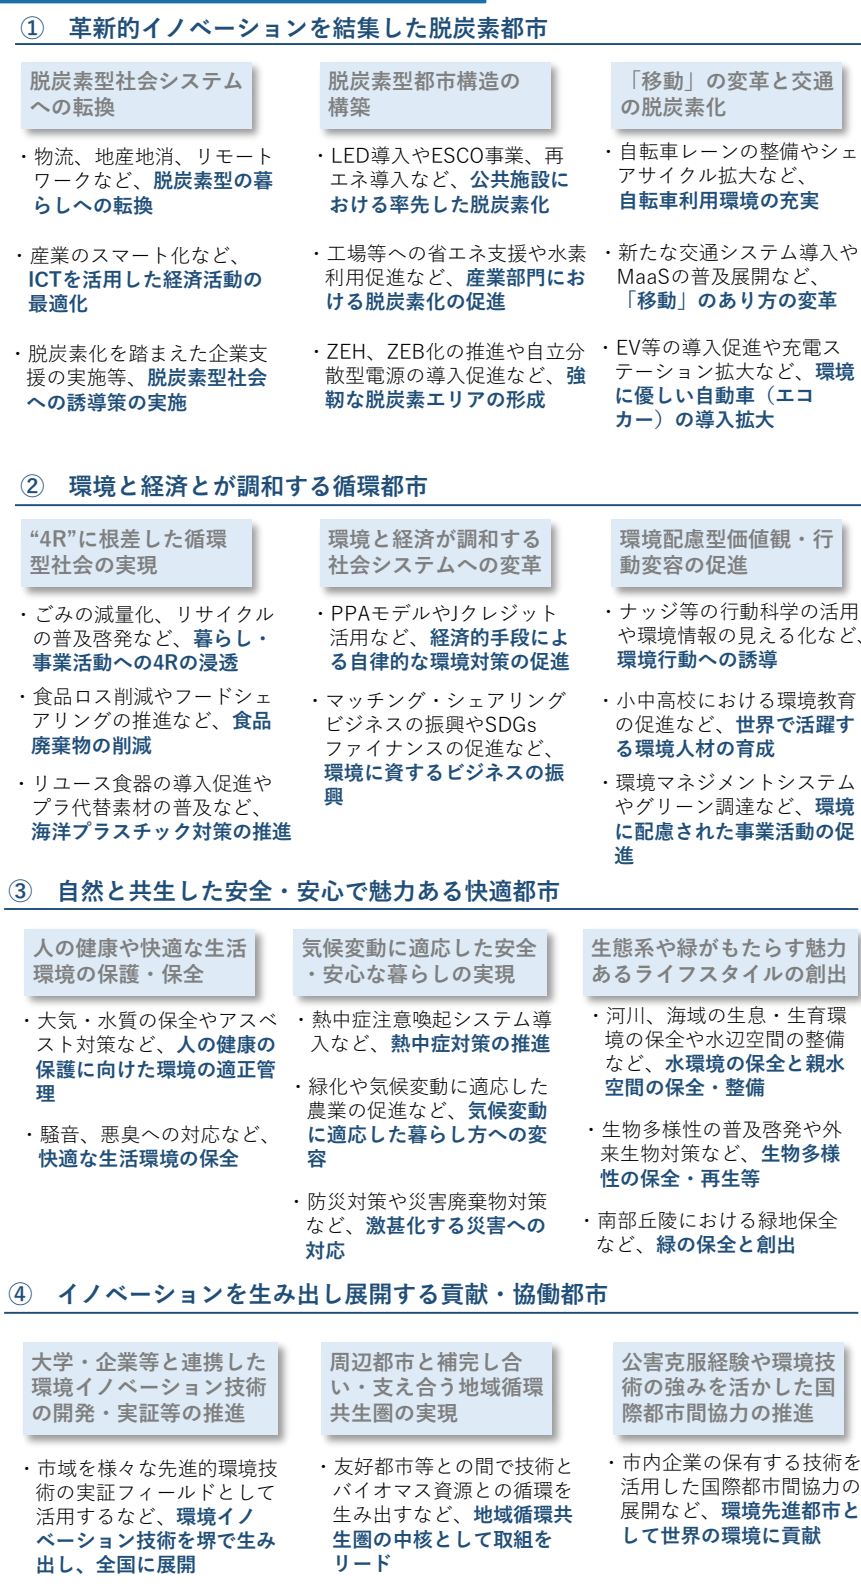 ① 革新的イノベーションを結集した脱炭素都市
脱炭素型社会システム
への転換
・物流、地産地消、リモート
ワークなど、脱炭素型の暮
らしへの転換
・産業のスマート化など、
ICTを活用した経済活動の
最適化
・脱炭素化を踏まえた企業支
援の実施等、脱炭素型社会
への誘導策の実施
脱炭素型都市構造の
構築
・LED導入やESCO事業、再
エネ導入など、公共施設に
おける率先した脱炭素化
・工場等への省エネ支援や水素
利用促進など、産業部門にお
ける脱炭素化の促進
・ZEH、ZEB化の推進や自立分
散型電源の導入促進など、強
靭な脱炭素エリアの形成
「移動」の変革と交通
の脱炭素化
・自転車レーンの整備やシェ
アサイクル拡大など、
自転車利用環境の充実
・新たな交通システム導入や
MaaSの普及展開など、
「移動」のあり方の変革
・EV等の導入促進や充電ス
テーション拡大など、環境
に優しい自動車（エコ
カー）の導入拡大
② 環境と経済とが調和する循環都市
“4R”に根差した循環
型社会の実現
・ごみの減量化、リサイクル
の普及啓発など、暮らし・
事業活動への4Rの浸透
・食品ロス削減やフードシェ
アリングの推進など、食品
廃棄物の削減
・リユース食器の導入促進や
プラ代替素材の普及など、
海洋プラスチック対策の推進
環境と経済が調和する
社会システムへの変革
・PPAモデルやJクレジット
活用など、経済的手段によ
る自律的な環境対策の促進
・マッチング・シェアリング
ビジネスの振興やSDGs
ファイナンスの促進など、
環境に資するビジネスの振
興
環境配慮型価値観・行
動変容の促進
・ナッジ等の行動科学の活用
や環境情報の見える化など、
環境行動への誘導
・小中高校における環境教育
の促進など、世界で活躍す
る環境人材の育成
・環境マネジメントシステム
やグリーン調達など、環境
に配慮された事業活動の促
進
③ 自然と共生した安全・安心で魅力ある快適都市
人の健康や快適な生活
環境の保護・保全
・大気・水質の保全やアスベ
スト対策など、人の健康の
保護に向けた環境の適正管
理
・騒音、悪臭への対応など、
快適な生活環境の保全
気候変動に適応した安全
・安心な暮らしの実現
・熱中症注意喚起システム導
入など、熱中症対策の推進
・緑化や気候変動に適応した
農業の促進など、気候変動
に適応した暮らし方への変
容
・防災対策や災害廃棄物対策
など、激甚化する災害への
対応
生態系や緑がもたらす魅力
あるライフスタイルの創出
・河川、海域の生息・生育環
境の保全や水辺空間の整備
など、水環境の保全と親水
空間の保全・整備
・生物多様性の普及啓発や外
来生物対策など、生物多様
性の保全・再生等
・南部丘陵における緑地保全
など、緑の保全と創出
④ イノベーションを生み出し展開する貢献・協働都市
大学・企業等と連携した
環境イノベーション技術
の開発・実証等の推進
・市域を様々な先進的環境技
術の実証フィールドとして
活用するなど、環境イノ
ベーション技術を堺で生み
出し、全国に展開
周辺都市と補完し合
い・支え合う地域循環
共生圏の実現
・友好都市等との間で技術と
バイオマス資源との循環を
生み出すなど、地域循環共
生圏の中核として取組を
リード
公害克服経験や環境技
術の強みを活かした国
際都市間協力の推進
・市内企業の保有する技術を
活用した国際都市間協力の
展開など、環境先進都市と
して世界の環境に貢献